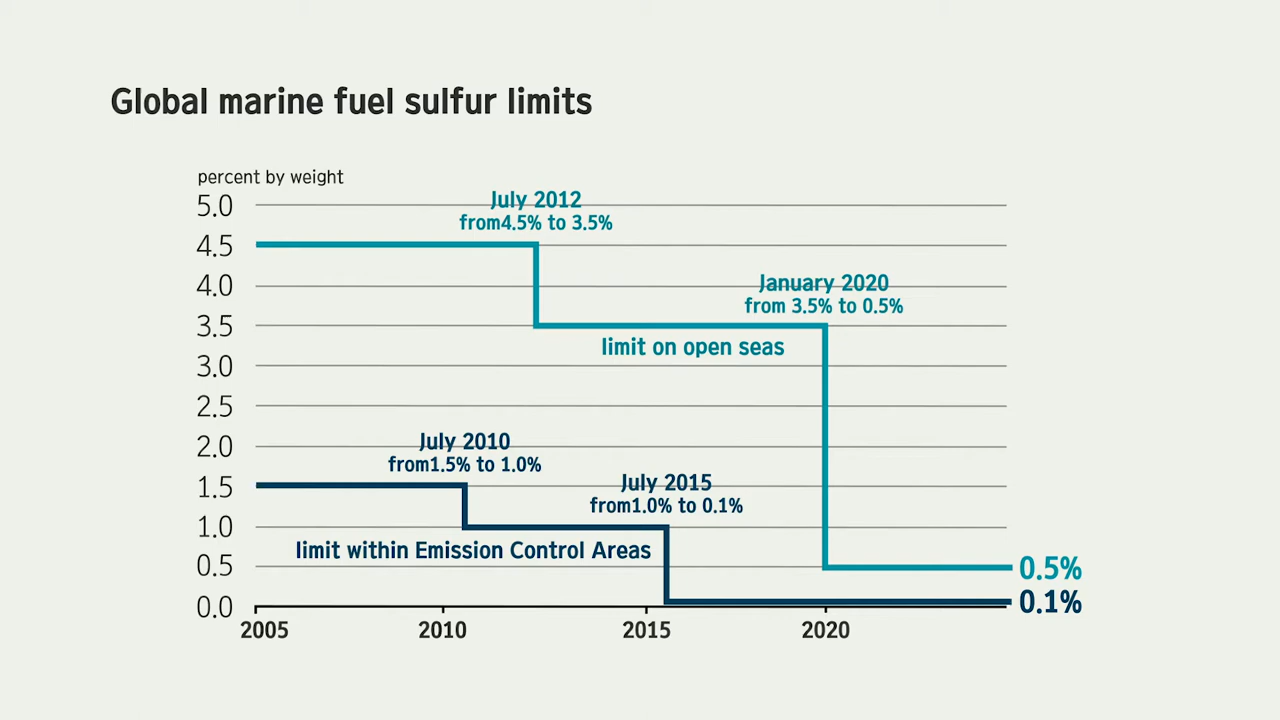 Global marine fuel sulfur limits
percent by weight
5.0
July 2012
from4.5% to 3.5%
4.5
4.0
January 2020
from 3.5% to 0.5%
3.5
limit on open seas
3.0
2.5
2.0
July 2010
from1.5% to 1.0%
1.5
July 2015
from1.0% to 0.1%
1.0
limit within Emission Control Areas
0.5
0.5%
0.0
0.1%
2005 2010 2015 2020